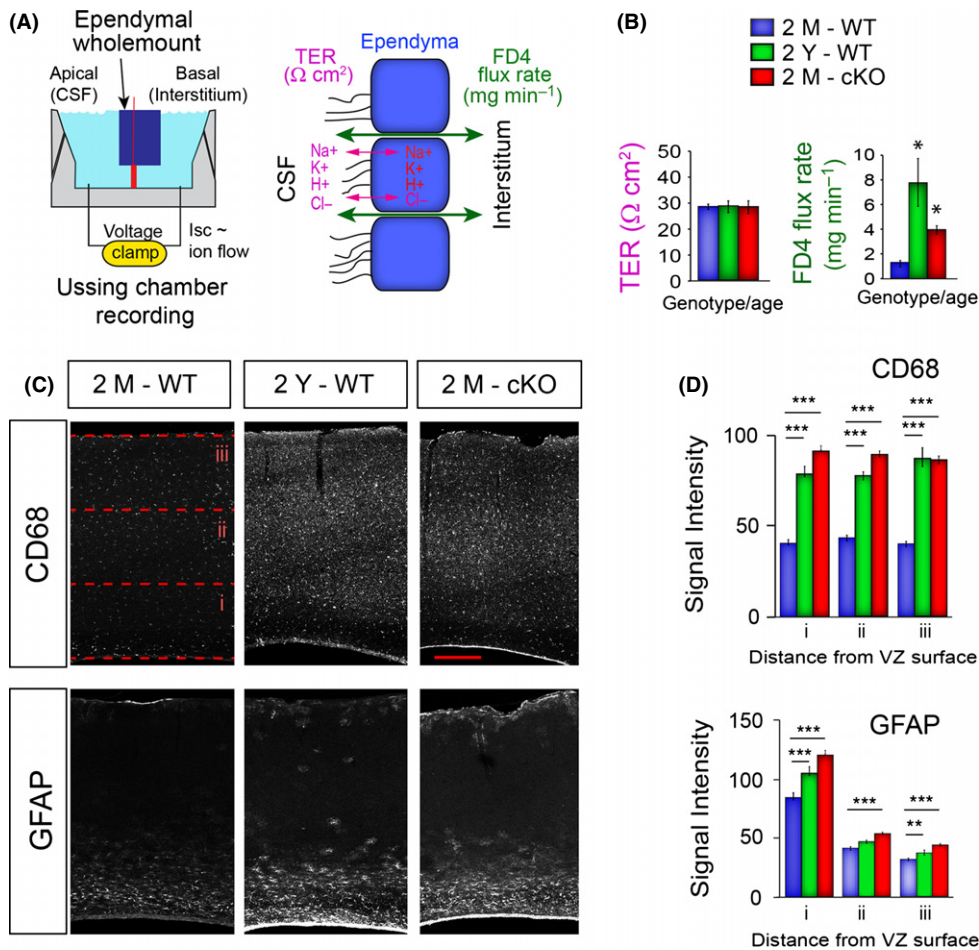 (A)
Ependymal
wholemount
Apical
(CSF)
Basal
(Interstitium)
Voltage
clamp
Isc ~
ion flow
Ussing chamber
recording
TER
(Ω cm²)
Ependyma
FD4
flux rate
(mg min⁻¹)
CSF
Na+
K+
H+
Cl–
Na+
K+
H+
Cl–
Interstitum
(B)
2 M - WT
2 Y - WT
2 M - cKO
TER (Ω cm²)
50
40
30
20
10
0
Genotype/age
FD4 flux rate
(mg min⁻¹)
12
10
8
6
4
2
0
*
*
Genotype/age
(C)
2 M - WT
2 Y - WT
2 M - cKO
CD68
iii
ii
i
GFAP
(D)
CD68
Signal Intensity
100
50
0
***
***
***
***
***
***
i
ii
iii
Distance from VZ surface
GFAP
Signal Intensity
150
100
50
0
***
***
***
***
**
i
ii
iii
Distance from VZ surface